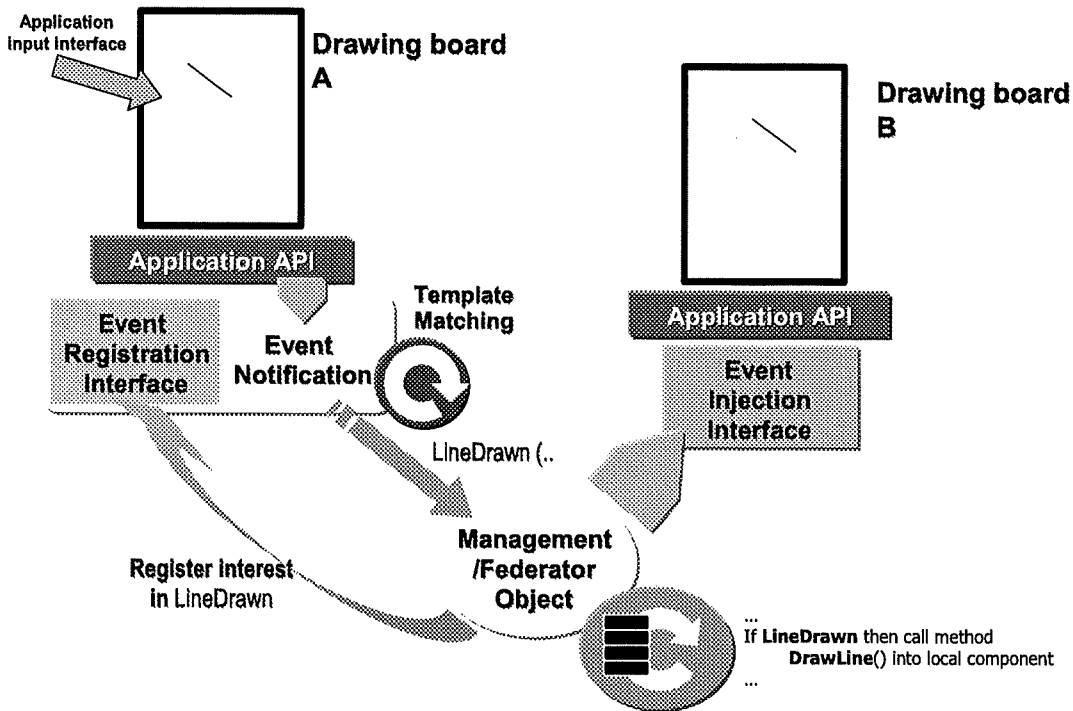 Application
input interface
Drawing board
A
Drawing board
B
Application API
Application API
Event
Registration
Interface
Event
Notification
Template
Matching
Event
Injection
Interface
LineDrawn (..
Management
/Federator
Object
Register interest
in LineDrawn
...
If LineDrawn then call method
DrawLine() into local component
...